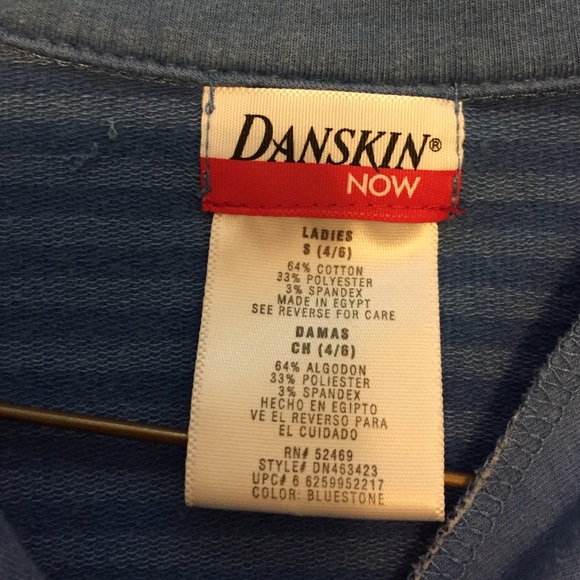 DANSKIN®
NOW
LADIES
S (4/6)
64% COTTON
33% POLYESTER
3% SPANDEX
MADE IN EGYPT
SEE REVERSE FOR CARE
DAMAS
CH (4/6)
64% ALGODON
33% POLIESTER
3% SPANDEX
HECHO EN EGIPTO
VE EL REVERSO PARA
EL CUIDADO
RN# 52469
STYLE# DN463423
UPC# 6 6259952217
COLOR: BLUESTONE